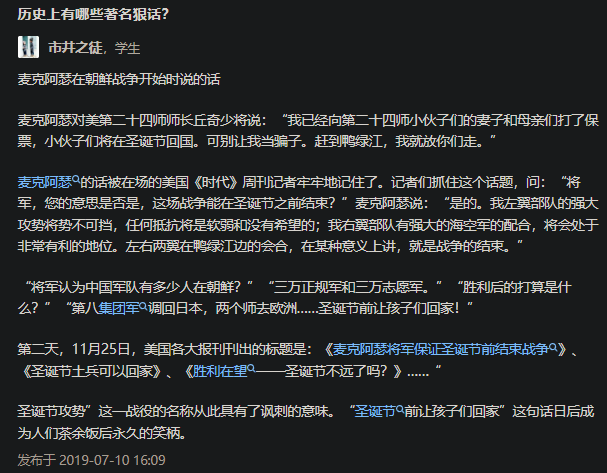 历史上有哪些著名狠话？
市井之徒，学生
麦克阿瑟在朝鲜战争开始时说的话
麦克阿瑟对美第二十四师师长丘奇少将说：“我已经向第二十四师小伙子们的妻子和母亲们打了保
票，小伙子们将在圣诞节回国。可别让我当骗子。赶到鸭绿江，我就放你们走。”
麦克阿瑟的话被在场的美国《时代》周刊记者牢牢地记住了。记者们抓住这个话题，问：“将
军，您的意思是否是，这场战争能在圣诞节之前结束？”麦克阿瑟说：“是的。我左翼部队的强大
攻势将势不可挡，任何抵抗将是软弱和没有希望的；我右翼部队有强大的海空军的配合，将会处于
非常有利的地位。左右两翼在鸭绿江边的会合，在某种意义上讲，就是战争的结束。”
“将军认为中国军队有多少人在朝鲜？”“三万正规军和三万志愿军。”“胜利后的打算是什
么？”“第八集团军调回日本，两个师去欧洲......圣诞节前让孩子们回家！”
第二天，11月25日，美国各大报刊刊出的标题是：《麦克阿瑟将军保证圣诞节前结束战争》、
《圣诞节士兵可以回家》、《胜利在望——圣诞节不远了吗？》......“
圣诞节攻势”这一战役的名称从此具有了讽刺的意味。“圣诞节前让孩子们回家”这句话日后成
为人们茶余饭后永久的笑柄。
发布于 2019-07-10 16:09